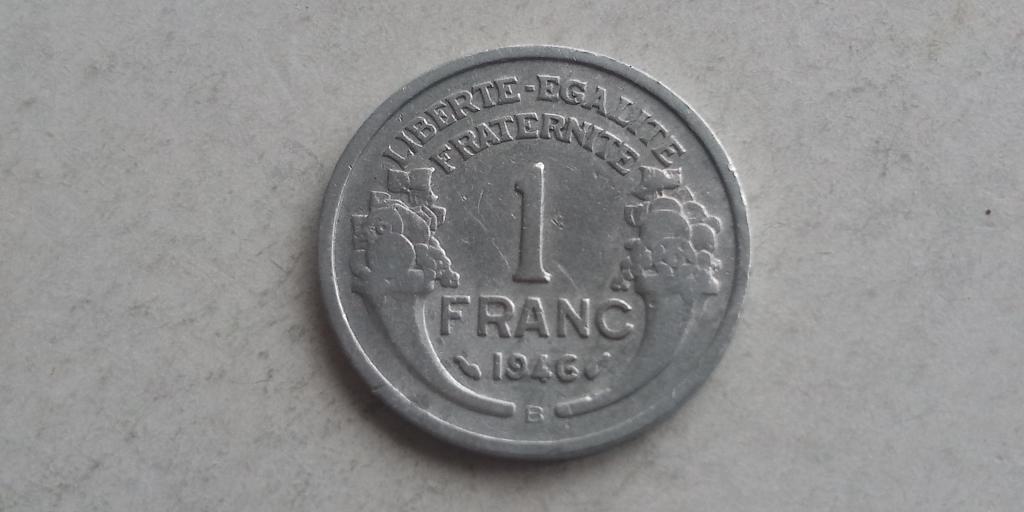 LIBERTE-EGALITE
FRATERNITE
1
FRANC
1946
B